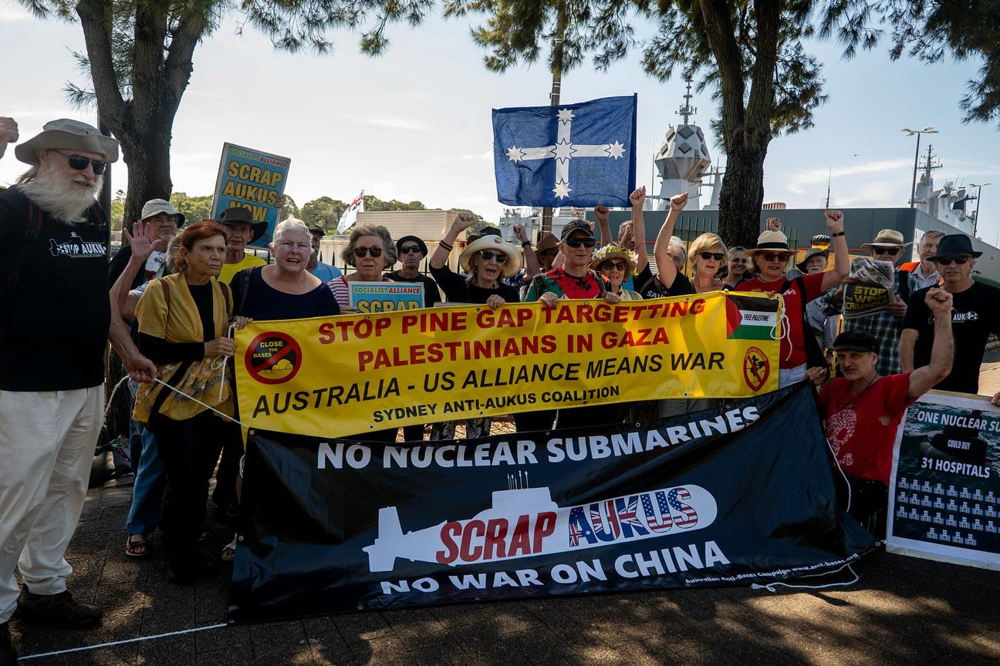 STOP AUKUS
SOCIALIST ALLIANCE
SCRAP
AUKUS
NOW
SOCIALIST ALLIANCE
SCRAP
CLOSE
THE
BASES
STOP PINE GAP TARGETTING
PALESTINIANS IN GAZA
AUSTRALIA - US ALLIANCE MEANS WAR
SYDNEY ANTI-AUKUS COALITION
FREE PALESTINE
STOP
NO NUCLEAR SUBMARINES
SCRAP AUKUS
NO WAR ON CHINA
Australian Anti-Bases Campaign www.anti-bases.org
ONE NUCLEAR SU
COULD BUY
31 HOSPITALS